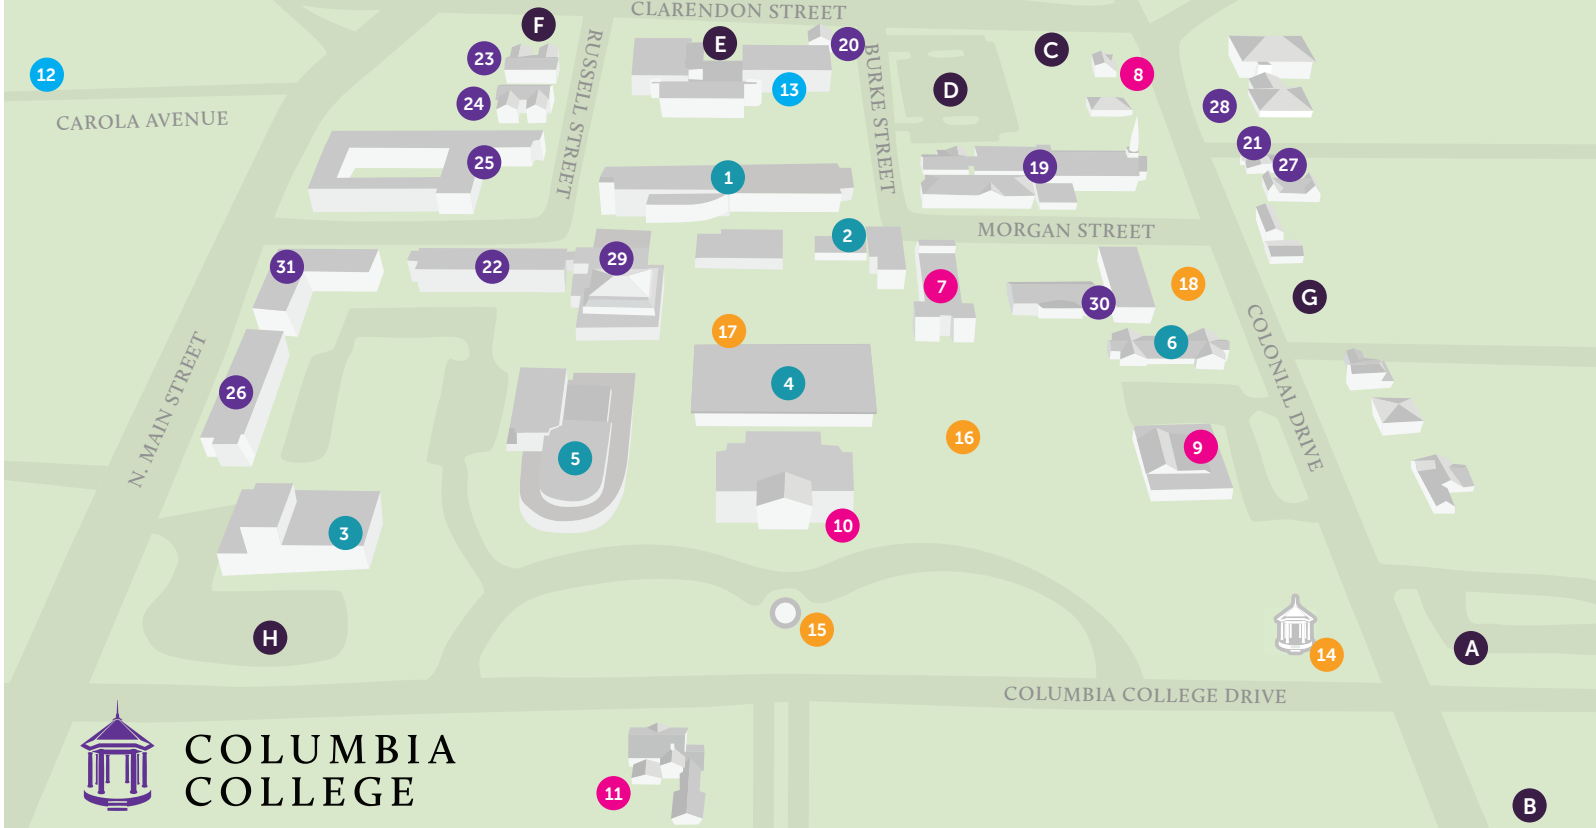 CLARENDON STREET
F
E
20
C
23
RUSSELL STREET
BURKE STREET
8
12
13
D
24
28
CAROLA AVENUE
25
1
19
21
27
2
MORGAN STREET
31
22
29
7
30
18
G
17
6
COLONIAL DRIVE
N. MAIN STREET
26
4
5
16
9
3
10
H
15
14
A
COLUMBIA COLLEGE DRIVE
COLUMBIA
COLLEGE
11
B